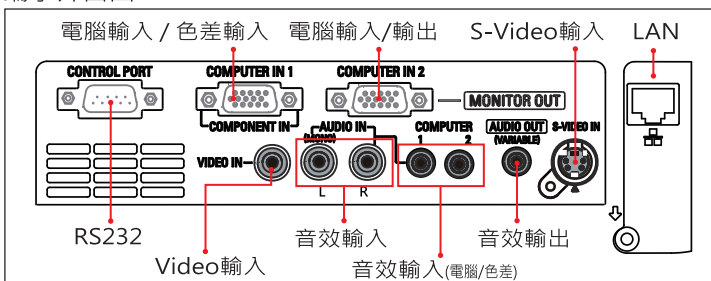 電腦輸入 / 色差輸入
電腦輸入/輸出
S-Video輸入
LAN
CONTROL PORT
COMPUTER IN 1
COMPUTER IN 2
MONITOR OUT
COMPONENT IN
AUDIO IN
(MONO)
COMPUTER
1
2
AUDIO OUT
(VARIABLE)
S-VIDEO IN
VIDEO IN
L
R
RS232
Video輸入
音效輸入
音效輸入(電腦/色差)
音效輸出